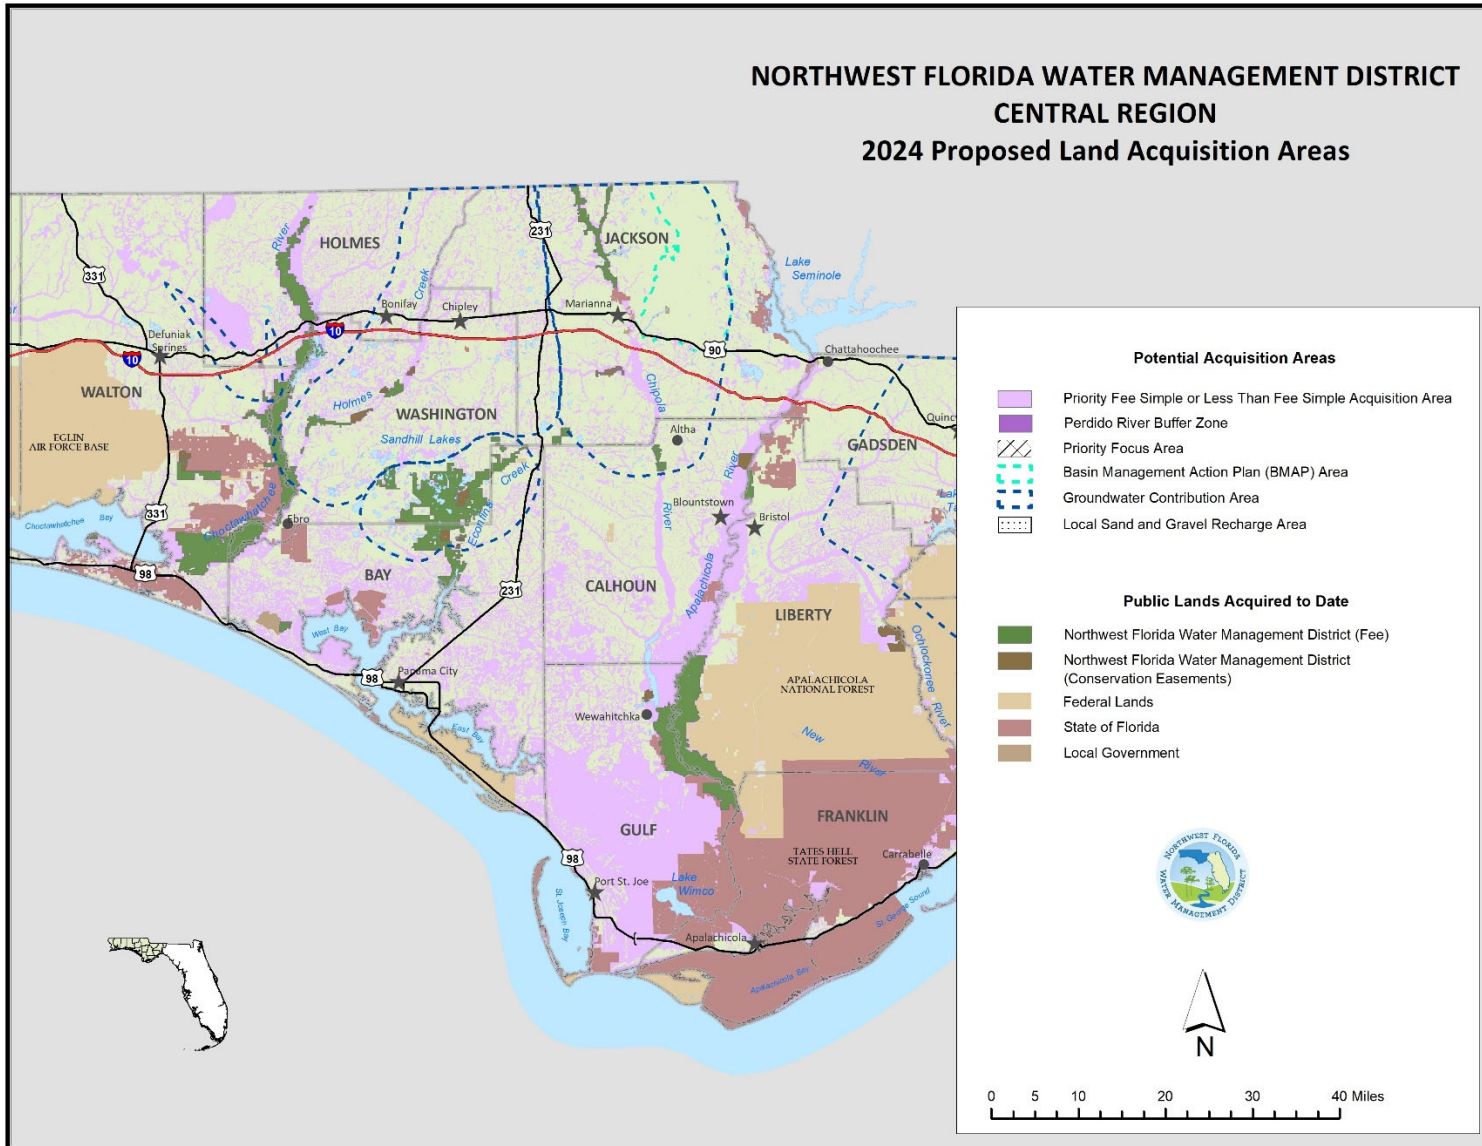 NORTHWEST FLORIDA WATER MANAGEMENT DISTRICT
CENTRAL REGION
2024 Proposed Land Acquisition Areas
HOLMES
JACKSON
River
Creek
231
331
Lake
Seminole
Bonifay
Chipley
Marianna
10
Defuniak
Springs
10
90
Chattahoochee
WALTON
Holmes
WASHINGTON
Chipola
Quincy
EGLIN
AIR FORCE BASE
Sandhill Lakes
Altha
GADSDEN
Creek
River
Choctawhatchee
Blountstown
331
Choctawhatchee Bay
Ebro
Econfina
River
Bristol
98
BAY
231
CALHOUN
Apalachicola
LIBERTY
West Bay
Ochlockonee
River
98
Panama City
APALACHICOLA
NATIONAL FOREST
Wewahitchka
East Bay
New
River
GULF
FRANKLIN
98
TATES HELL
STATE FOREST
Carrabelle
Port St. Joe
Lake
Wimco
St. Joseph Bay
St. George Sound
Apalachicola
Apalachicola Bay
Potential Acquisition Areas
Priority Fee Simple or Less Than Fee Simple Acquisition Area
Perdido River Buffer Zone
Priority Focus Area
Basin Management Action Plan (BMAP) Area
Groundwater Contribution Area
Local Sand and Gravel Recharge Area
Public Lands Acquired to Date
Northwest Florida Water Management District (Fee)
Northwest Florida Water Management District
(Conservation Easements)
Federal Lands
State of Florida
Local Government
NORTHWEST FLORIDA
WATER MANAGEMENT DISTRICT
N
0 5 10 20 30 40 Miles